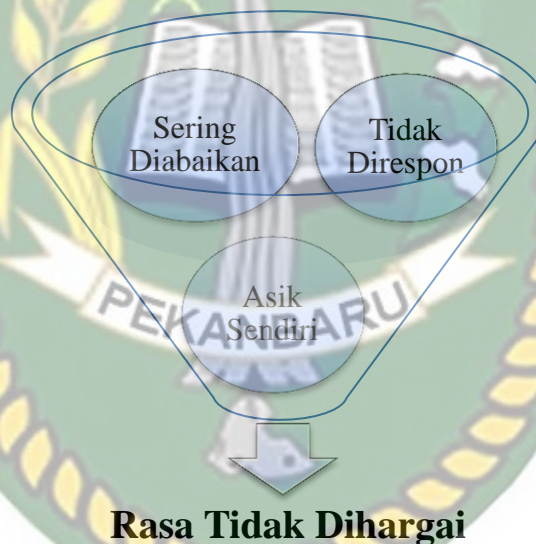 Sering
Diabaikan
Tidak
Direspon
Asik
Sendiri
PEKANBARU
Rasa Tidak Dihargai